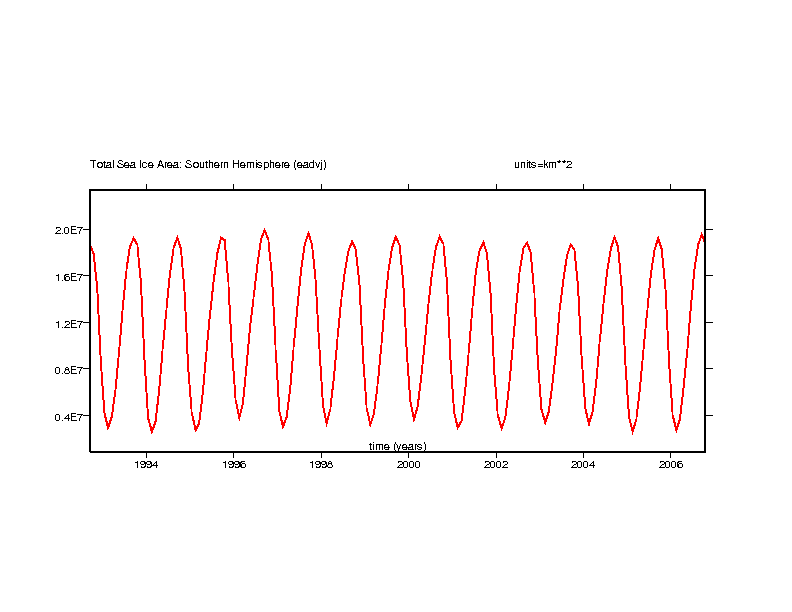 Total Sea Ice Area: Southern Hemisphere (eadvj) units=km**2
2.0E7
1.6E7
1.2E7
0.8E7
0.4E7
time (years)
1994 1996 1998 2000 2002 2004 2006